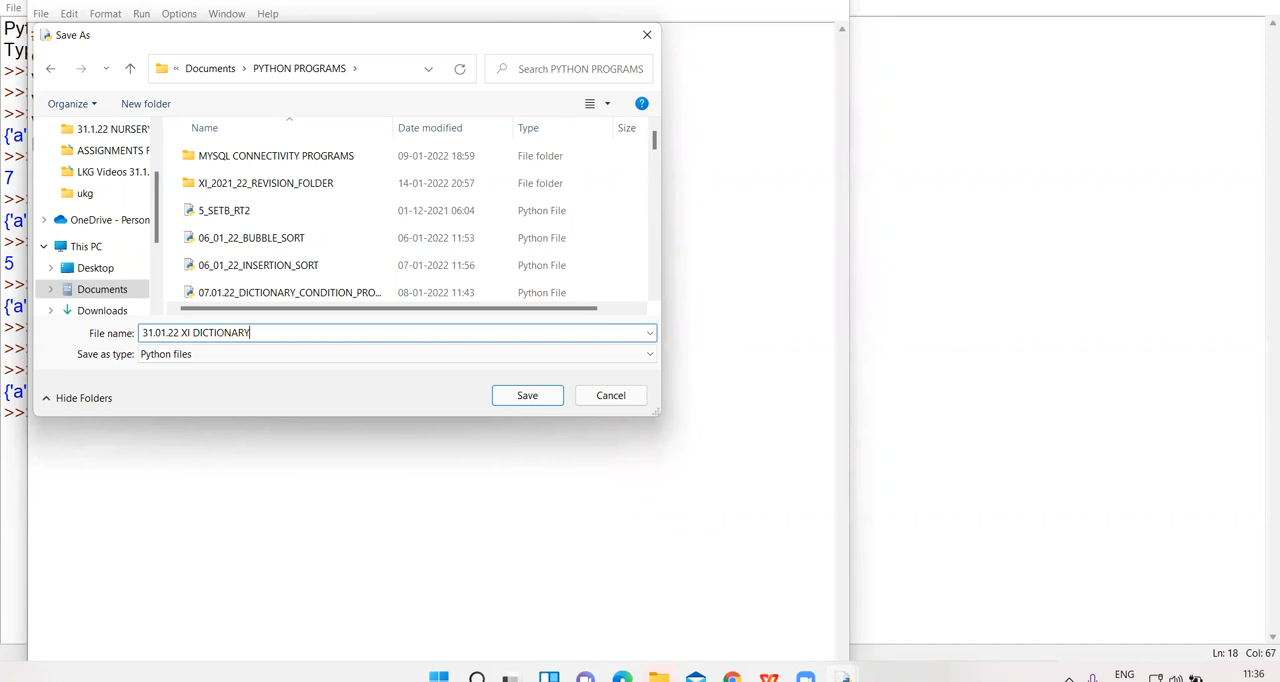 File
File Edit Format Run Options Window Help
Save As
« Documents > PYTHON PROGRAMS >
Search PYTHON PROGRAMS
Organize
New folder
Name Date modified Type Size
31.1.22 NURSERY
ASSIGNMENTS F
LKG Videos 31.1.
ukg
OneDrive - Person
This PC
Desktop
Documents
Downloads
MYSQL CONNECTIVITY PROGRAMS 09-01-2022 18:59 File folder
XI_2021_22_REVISION_FOLDER 14-01-2022 20:57 File folder
5_SETB_RT2 01-12-2021 06:04 Python File
06_01_22_BUBBLE_SORT 06-01-2022 11:53 Python File
06_01_22_INSERTION_SORT 07-01-2022 11:56 Python File
07.01.22_DICTIONARY_CONDITION_PRO... 08-01-2022 11:43 Python File
File name: 31.01.22 XI DICTIONARY
Save as type: Python files
Hide Folders
Save
Cancel
Pyt
Typ
>>
>>
>>
{'a'
>>
7
>>
{'a'
>>
5
>>
{'a'
>>
>>
>>
{'a'
>>
Ln: 18 Col: 67
ENG
11:36